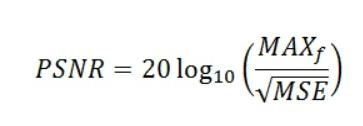 PSNR = 20 log₁₀ (MAX_f / √MSE)